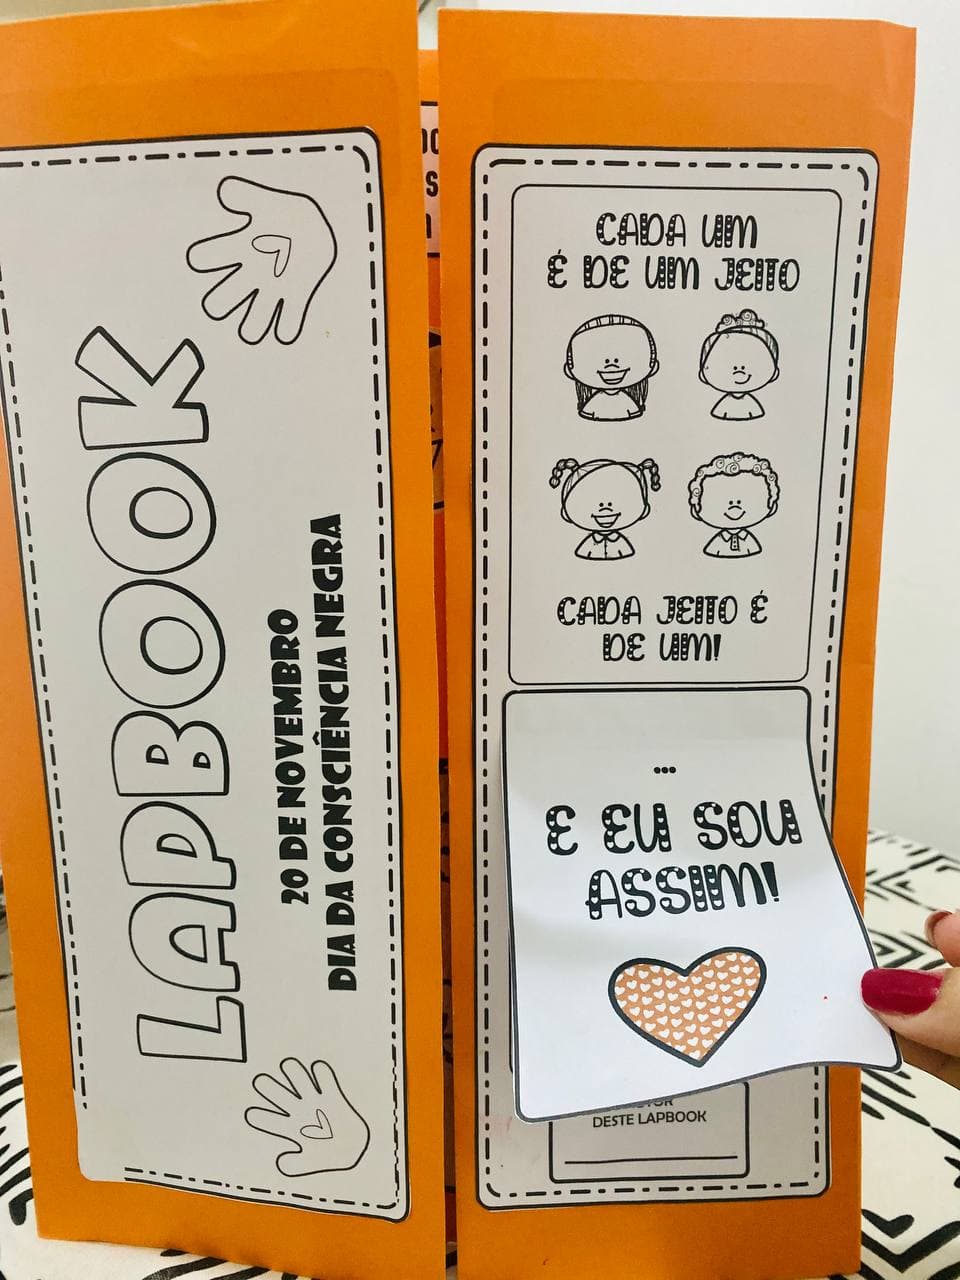 LAPBOOK
20 DE NOVEMBRO
DIA DA CONSCIÊNCIA NEGRA
CADA UM
É DE UM JEITO
CADA JEITO É
DE UM!
...
E EU SOU
ASSIM!
DESTE LAPBOOK